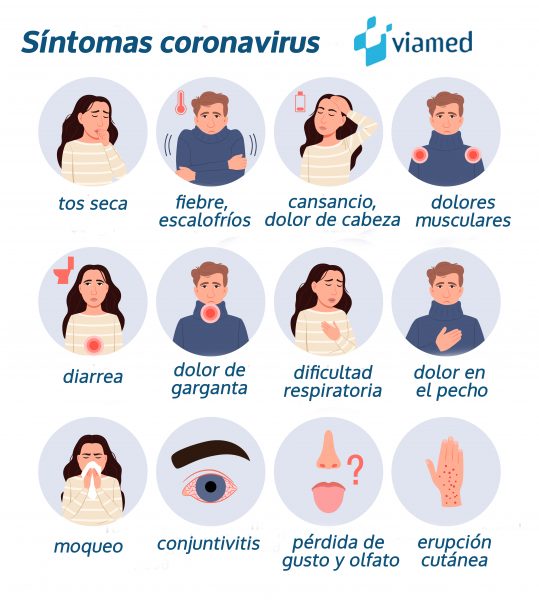 Síntomas coronavirus
viamed
tos seca
fiebre,
escalofríos
cansancio,
dolor de cabeza
dolores
musculares
diarrea
dolor de
garganta
dificultad
respiratoria
dolor en
el pecho
moqueo
conjuntivitis
pérdida de
gusto y olfato
erupción
cutánea
?